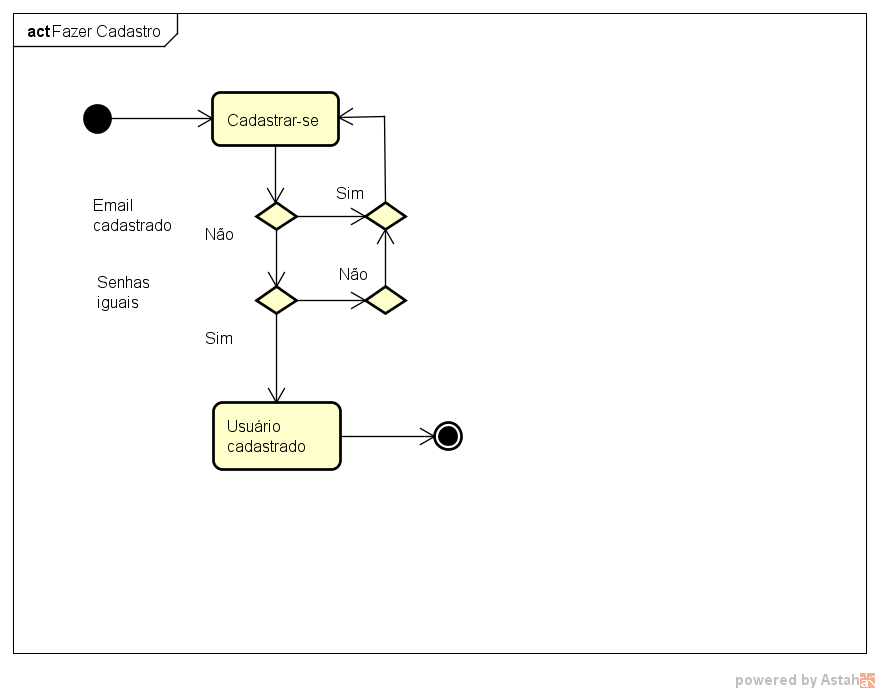 act Fazer Cadastro
Cadastrar-se
Sim
Email
cadastrado
Não
Não
Senhas
iguais
Sim
Usuário
cadastrado
powered by Astah